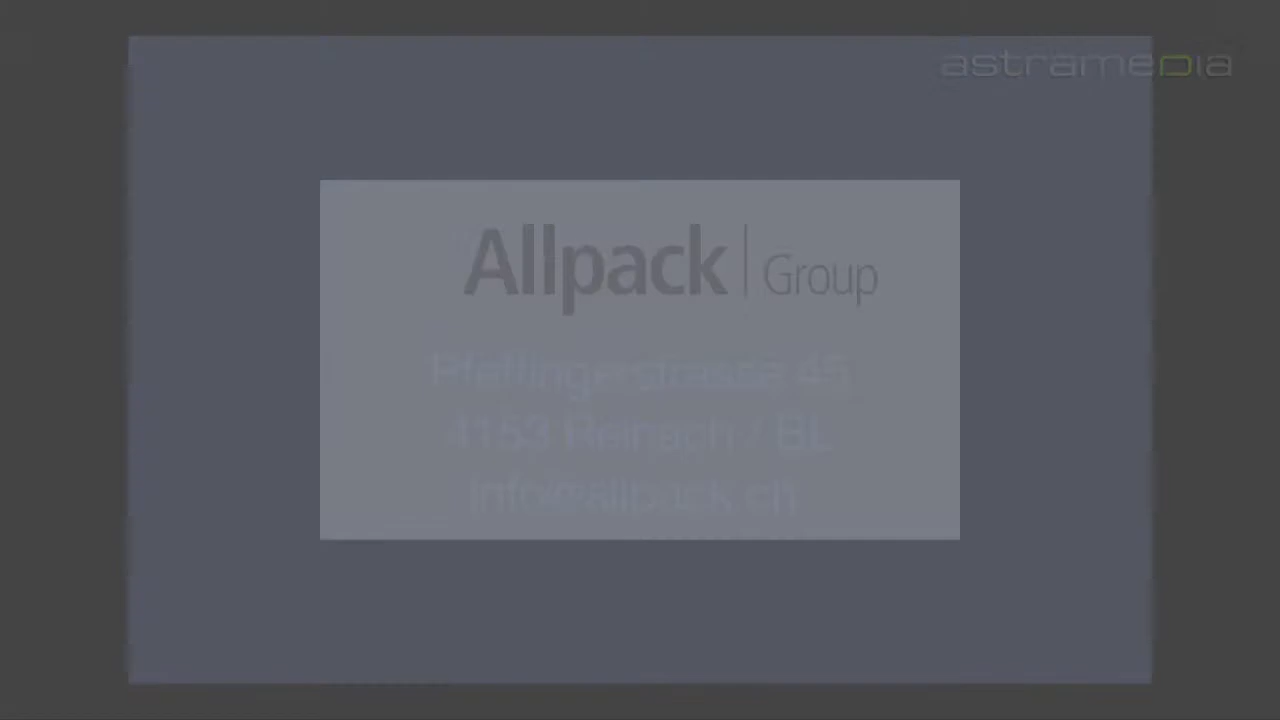 astramedia
Allpack | Group
Pfeffingerstrasse 45
4153 Reinach / BL
info@allpack.ch